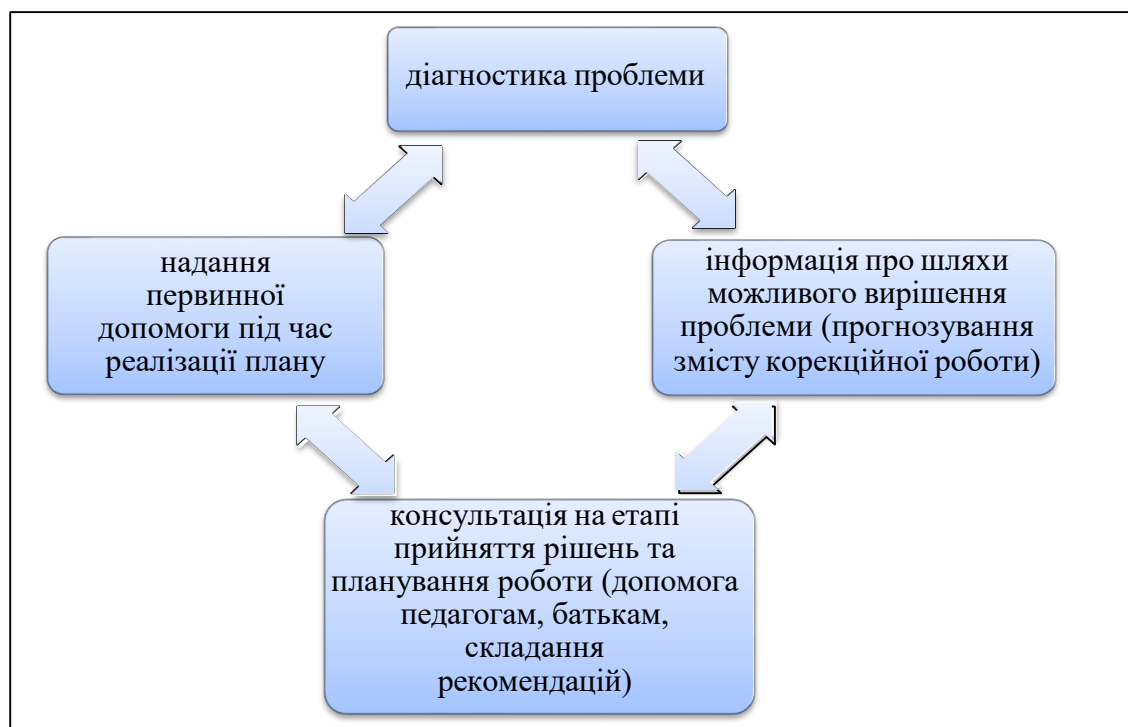 діагностика проблеми
надання
первинної
допомоги під час
реалізації плану
інформація про шляхи
можливого вирішення
проблеми (прогнозування
змісту корекційної роботи)
консультація на етапі
прийняття рішень та
планування роботи (допомога
педагогам, батькам,
складання
рекомендацій)